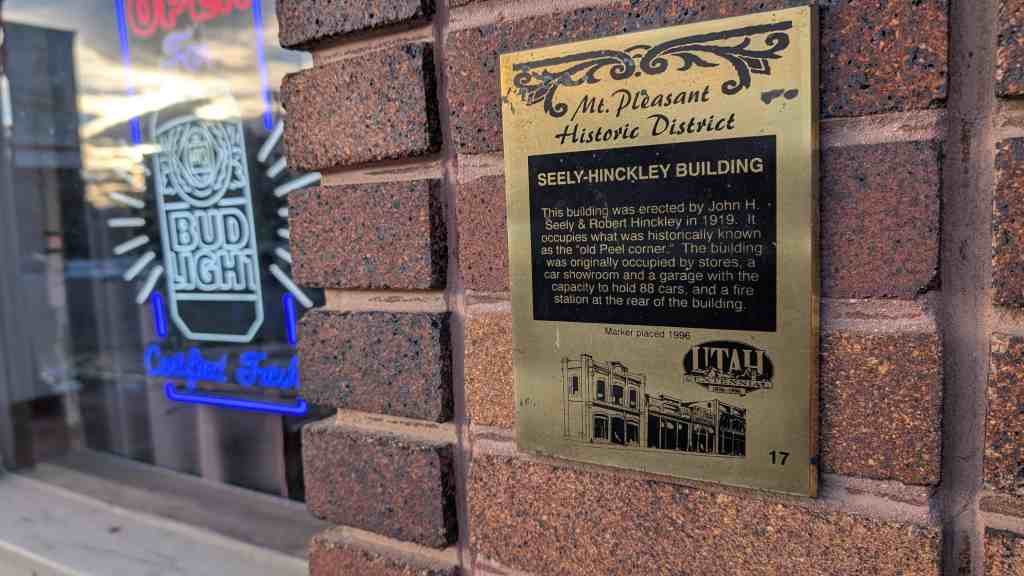 OPEN
BUD
LIGHT
Certified Fresh
Mt. Pleasant
Historic District
SEELY-HINCKLEY BUILDING
This building was erected by John H.
Seely & Robert Hinckley in 1919. It
occupies what was historically known
as the "old Peel corner." The building
was originally occupied by stores, a
car showroom and a garage with the
capacity to hold 88 cars, and a fire
station at the rear of the building.
Marker placed 1996
UTAH
17